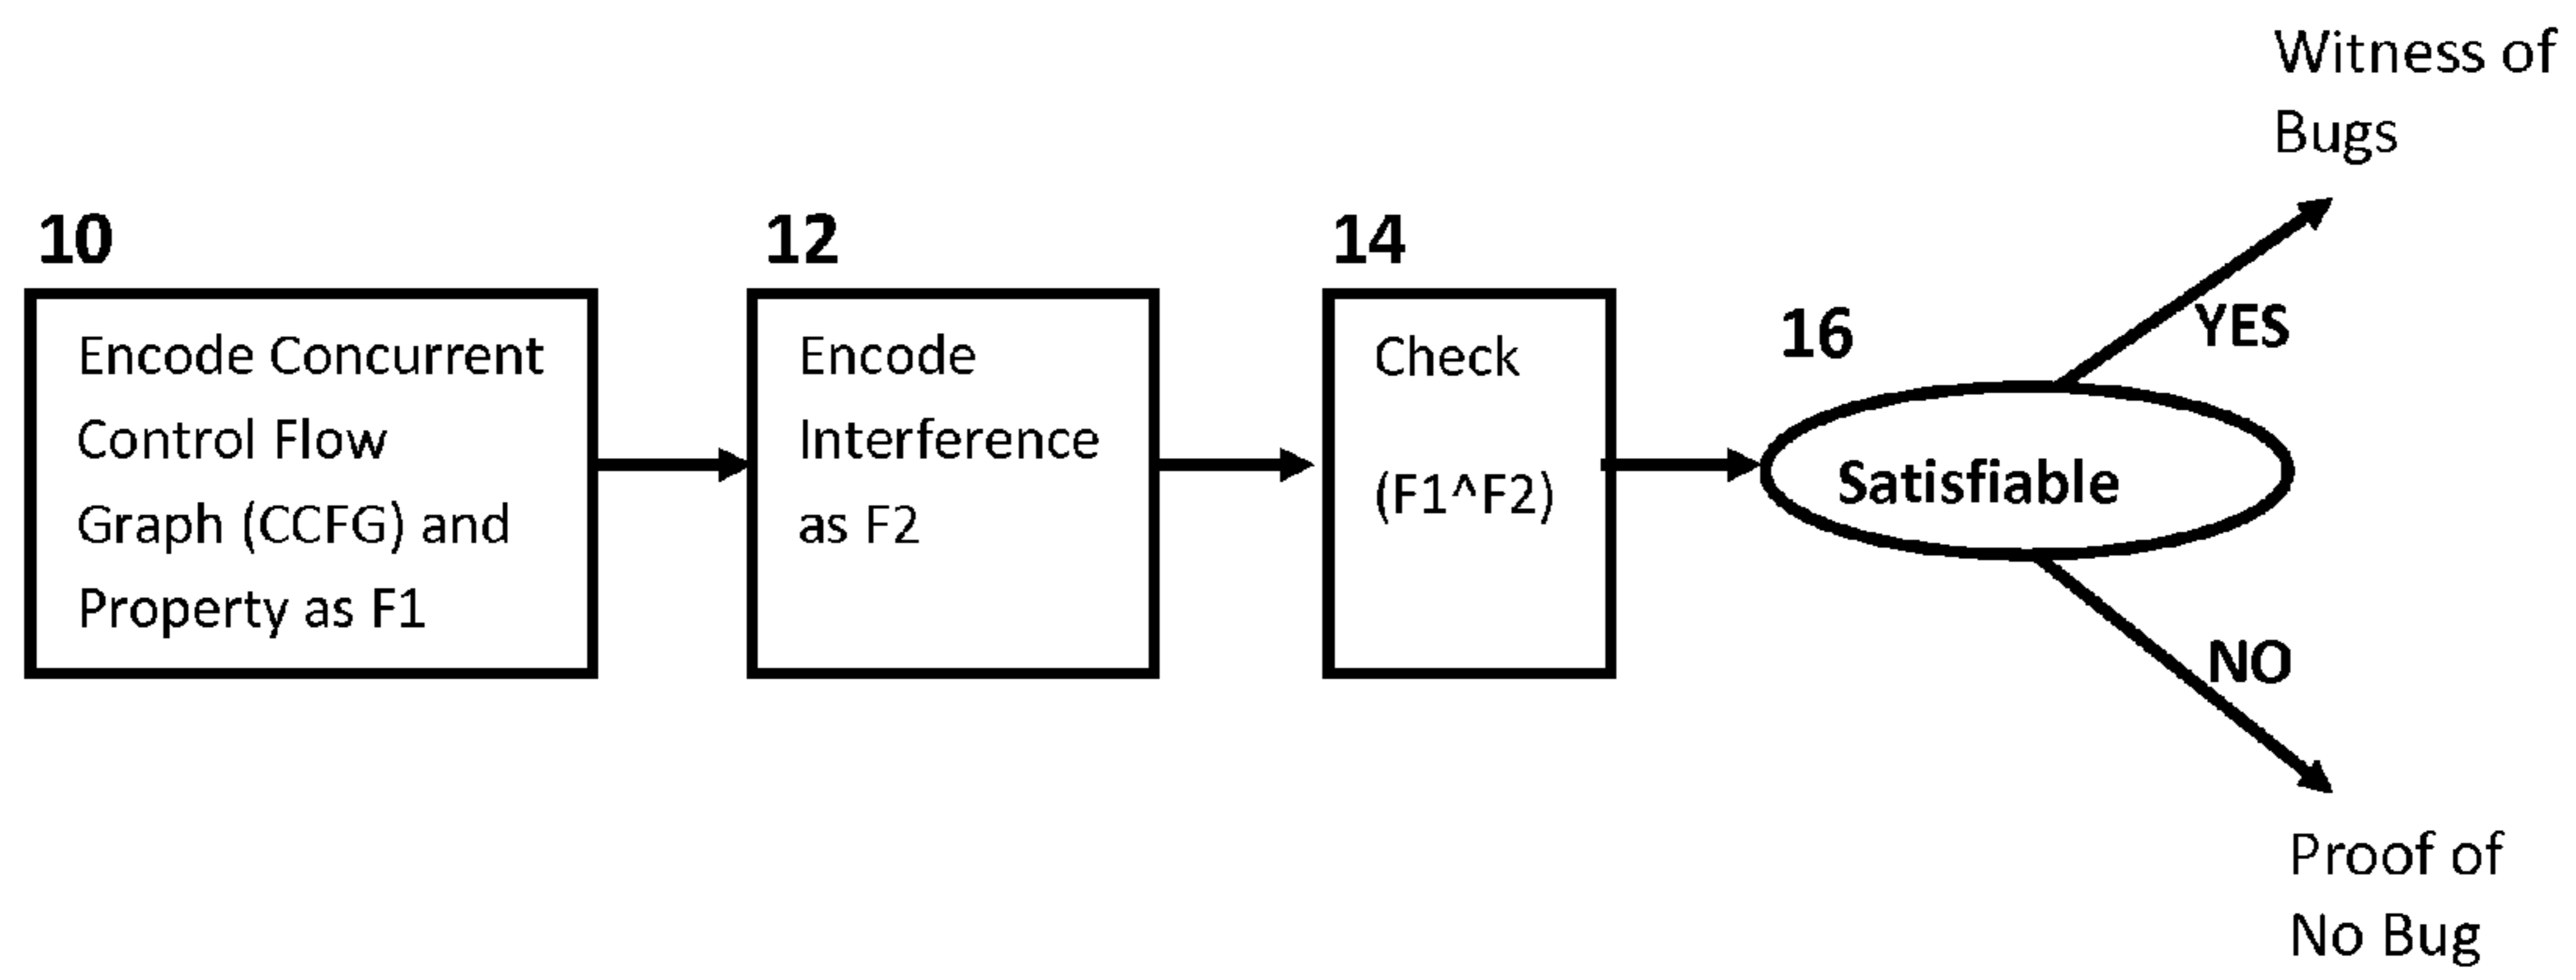 10
Encode Concurrent
Control Flow
Graph (CCFG) and
Property as F1
12
Encode
Interference
as F2
14
Check
(F1^F2)
16
Satisfiable
YES
Witness of
Bugs
NO
Proof of
No Bug